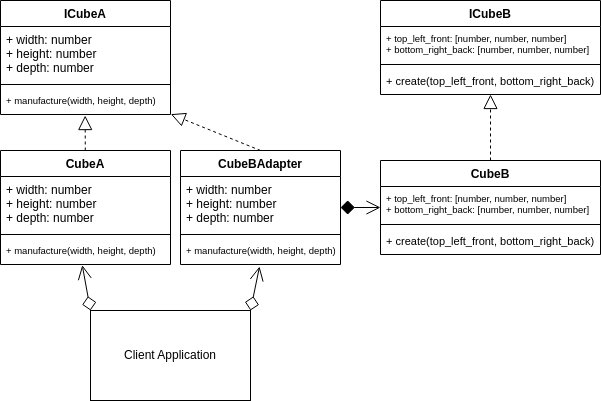 ICubeA
+ width: number
+ height: number
+ depth: number
+ manufacture(width, height, depth)
ICubeB
+ top_left_front: [number, number, number]
+ bottom_right_back: [number, number, number]
+ create(top_left_front, bottom_right_back)
CubeA
+ width: number
+ height: number
+ depth: number
+ manufacture(width, height, depth)
CubeBAdapter
+ width: number
+ height: number
+ depth: number
+ manufacture(width, height, depth)
CubeB
+ top_left_front: [number, number, number]
+ bottom_right_back: [number, number, number]
+ create(top_left_front, bottom_right_back)
Client Application